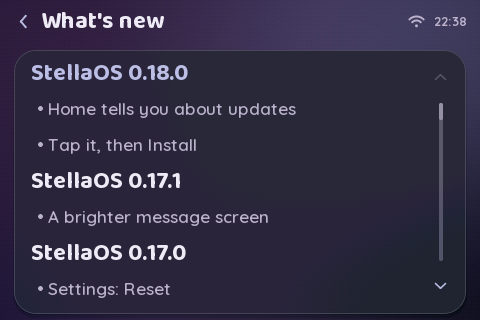 What's new
22:38
StellaOS 0.18.0
• Home tells you about updates
• Tap it, then Install
StellaOS 0.17.1
• A brighter message screen
StellaOS 0.17.0
• Settings: Reset